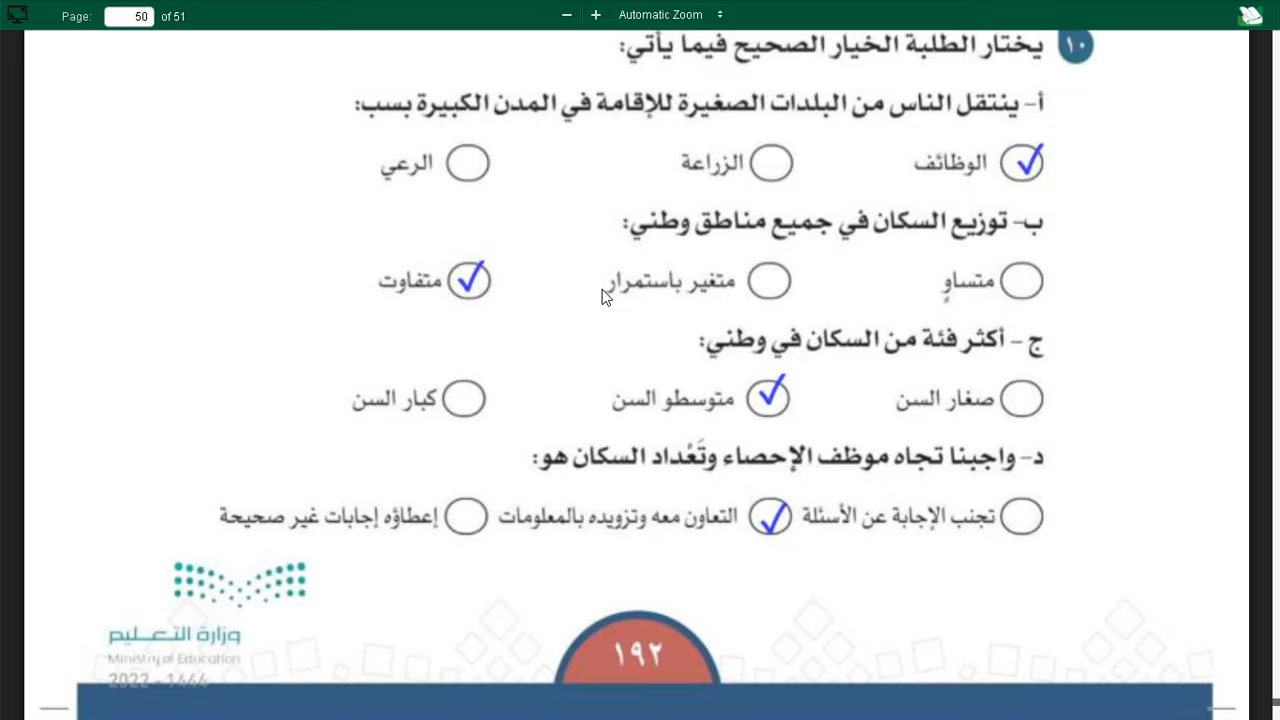 Page: 50 of 51 Automatic Zoom
١٠ يختار الطلبة الخيار الصحيح فيما يأتي:
أ- ينتقل الناس من البلدات الصغيرة للإقامة في المدن الكبيرة بسب:
الوظائف الزراعة الرعي
ب- توزيع السكان في جميع مناطق وطني:
متساوٍ متغير باستمرار متفاوت
ج - أكثر فئة من السكان في وطني:
صغار السن متوسطو السن كبار السن
د- واجبنا تجاه موظف الإحصاء وتَعْداد السكان هو:
تجنب الإجابة عن الأسئلة التعاون معه وتزويده بالمعلومات إعطاؤه إجابات غير صحيحة
وزارة التعـــليم
Ministry of Education
2022 - 1444
١٩٢